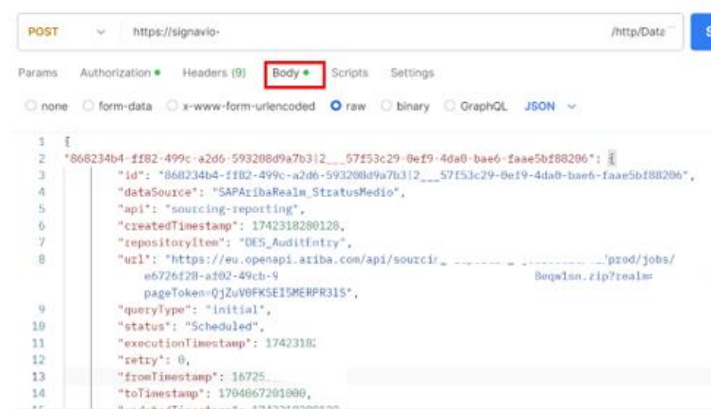 POST https://signavio- /http/Data S
Params Authorization Headers (9) Body Scripts Settings
none form-data x-www-form-urlencoded raw binary GraphQL JSON
1 {
2 "868234b4-ff82-499c-a2d6-593208d9a7b3|2___57f53c29-0ef9-4da0-bae6-faae5bf88206": {
3 "id": "868234b4-ff82-499c-a2d6-593208d9a7b3|2___57f53c29-0ef9-4da0-bae6-faae5bf88206",
4 "dataSource": "SAPAribaRealm_StratusMedio",
5 "api": "sourcing-reporting",
6 "createdTimestamp": 1742318280128,
7 "repositoryItem": "DES_AuditEntry",
8 "url": "https://eu.openapi.ariba.com/api/sourcin /prod/jobs/
e6726f28-af02-49cb-9 8eqw1sn.zip?realm=
pageToken=QjZuV0FKSEI5MERPR31S",
9 "queryType": "initial",
10 "status": "Scheduled",
11 "executionTimestamp": 1742318
12 "retry": 0,
13 "fromTimestamp": 16725
14 "toTimestamp": 1704067201000,